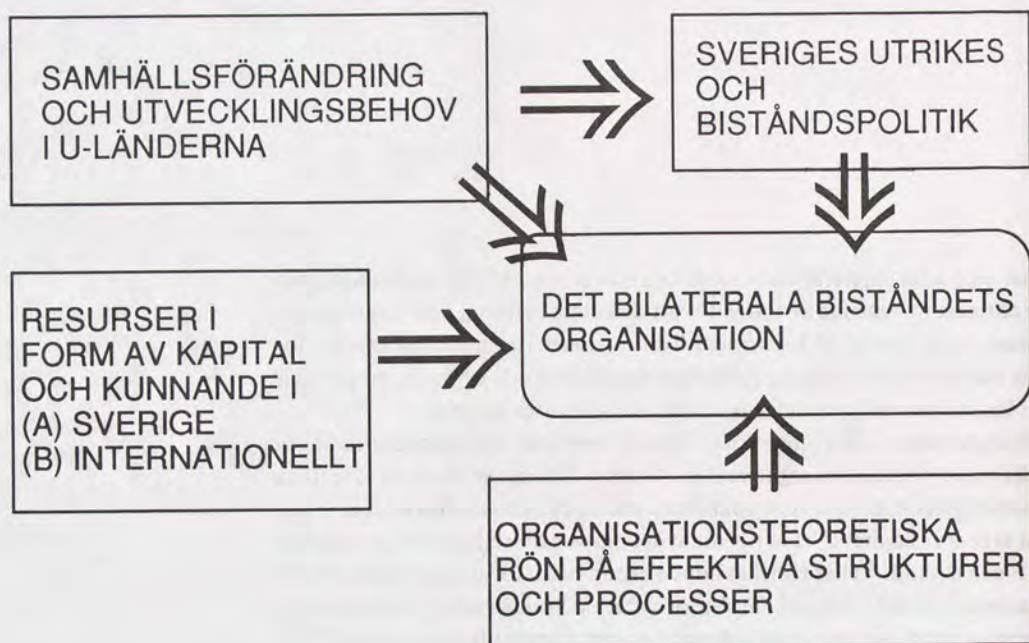 SAMHÄLLSFÖRÄNDRING
OCH UTVECKLINGSBEHOV
I U-LÄNDERNA
SVERIGES UTRIKES
OCH
BISTÅNDSPOLITIK
RESURSER I
FORM AV KAPITAL
OCH KUNNANDE I
(A) SVERIGE
(B) INTERNATIONELLT
DET BILATERALA BISTÅNDETS
ORGANISATION
ORGANISATIONSTEORETISKA
RÖN PÅ EFFEKTIVA STRUKTURER
OCH PROCESSER